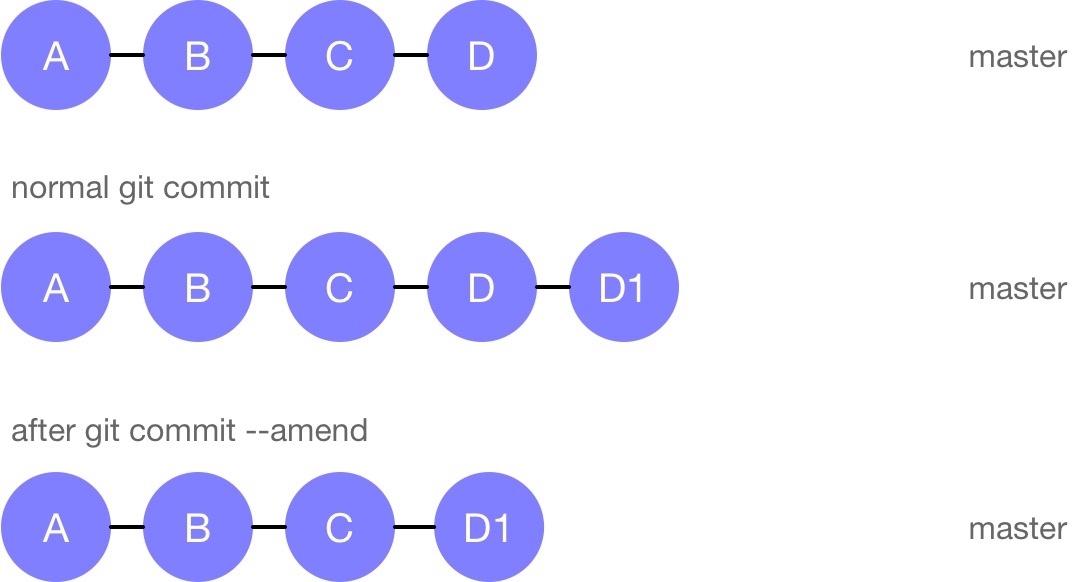 A B C D master
normal git commit
A B C D D1 master
after git commit --amend
A B C D1 master